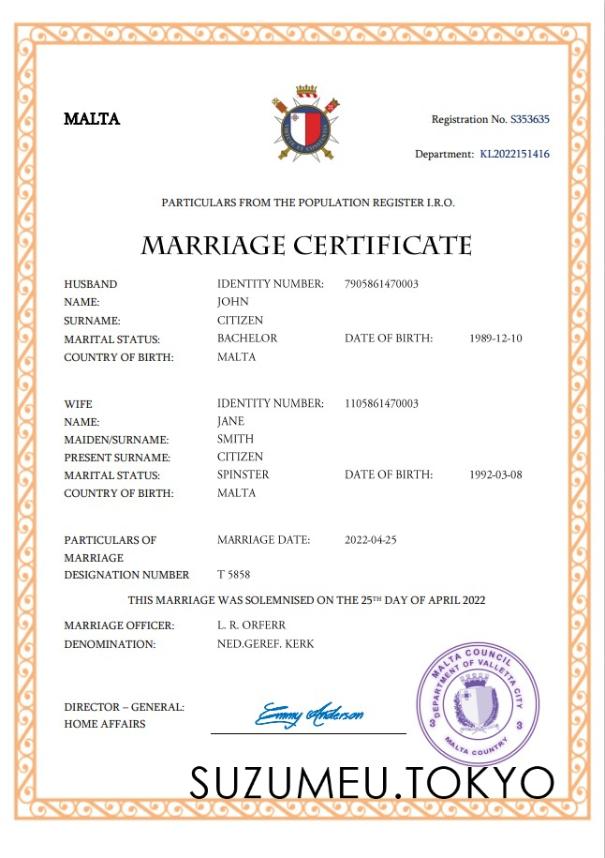 MALTA
Registration No. S353635
Department: KL2022151416
PARTICULARS FROM THE POPULATION REGISTER I.R.O.
MARRIAGE CERTIFICATE
HUSBAND IDENTITY NUMBER: 7905861470003
NAME: JOHN
SURNAME: CITIZEN
MARITAL STATUS: BACHELOR DATE OF BIRTH: 1989-12-10
COUNTRY OF BIRTH: MALTA
WIFE IDENTITY NUMBER: 1105861470003
NAME: JANE
MAIDEN/SURNAME: SMITH
PRESENT SURNAME: CITIZEN
MARITAL STATUS: SPINSTER DATE OF BIRTH: 1992-03-08
COUNTRY OF BIRTH: MALTA
PARTICULARS OF MARRIAGE DATE: 2022-04-25
MARRIAGE
DESIGNATION NUMBER T 5858
THIS MARRIAGE WAS SOLEMNISED ON THE 25TH DAY OF APRIL 2022
MARRIAGE OFFICER: L. R. ORFERR
DENOMINATION: NED.GEREF. KERK
MALTA COUNCIL
DEPARTMENT OF VALLETTA CITY
3 3
MALTA COUNTRY
DIRECTOR – GENERAL: Emmy Anderson
HOME AFFAIRS
SUZUMEU.TOKYO